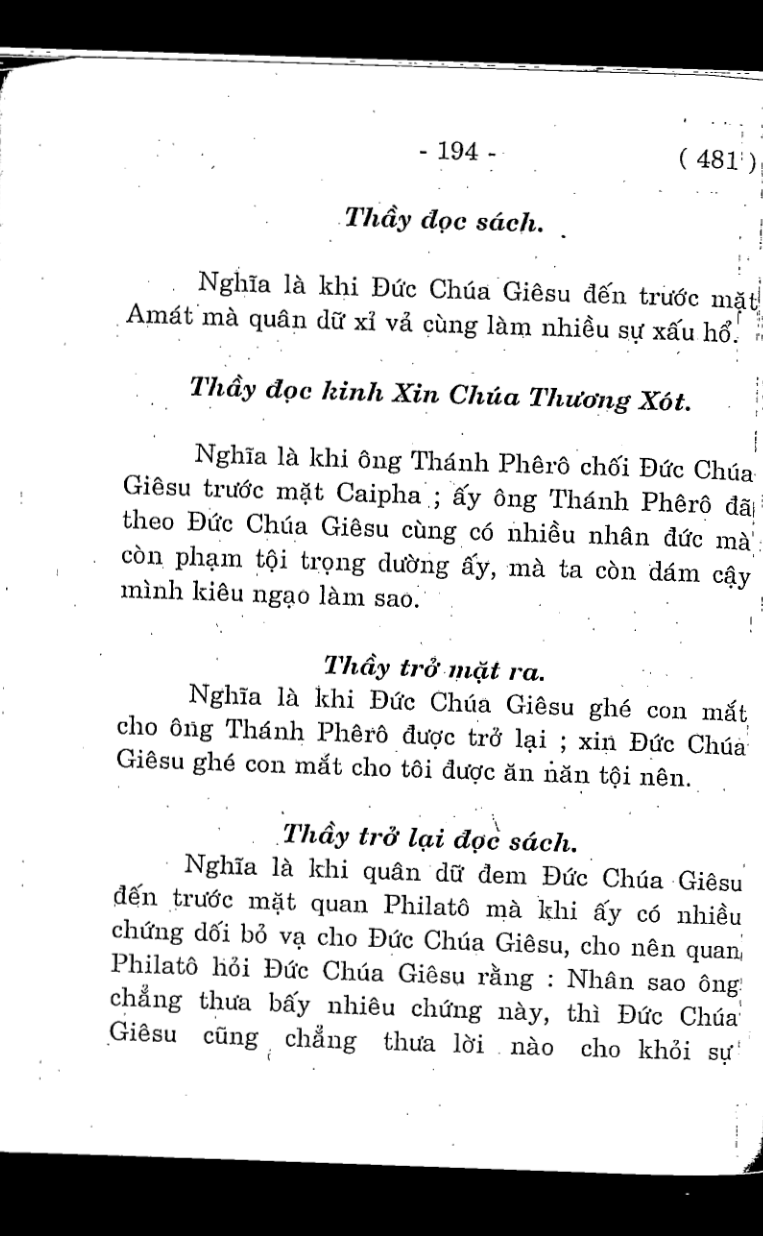 - 194 - ( 481 )
Thầy đọc sách.
Nghĩa là khi Đức Chúa Giêsu đến trước mặt
Amát mà quân dữ xỉ vả cùng làm nhiều sự xấu hổ.
Thầy đọc kinh Xin Chúa Thương Xót.
Nghĩa là khi ông Thánh Phêrô chối Đức Chúa
Giêsu trước mặt Caipha ; ấy ông Thánh Phêrô đã
theo Đức Chúa Giêsu cùng có nhiều nhân đức mà
còn phạm tội trọng dường ấy, mà ta còn dám cậy
mình kiêu ngạo làm sao.
Thầy trở mặt ra.
Nghĩa là khi Đức Chúa Giêsu ghé con mắt
cho ông Thánh Phêrô được trở lại ; xin Đức Chúa
Giêsu ghé con mắt cho tôi được ăn năn tội nên.
Thầy trở lại đọc sách.
Nghĩa là khi quân dữ đem Đức Chúa Giêsu
đến trước mặt quan Philatô mà khi ấy có nhiều
chứng dối bỏ vạ cho Đức Chúa Giêsu, cho nên quan
Philatô hỏi Đức Chúa Giêsu rằng : Nhân sao ông
chẳng thưa bấy nhiêu chứng này, thì Đức Chúa
Giêsu cũng chẳng thưa lời nào cho khỏi sự